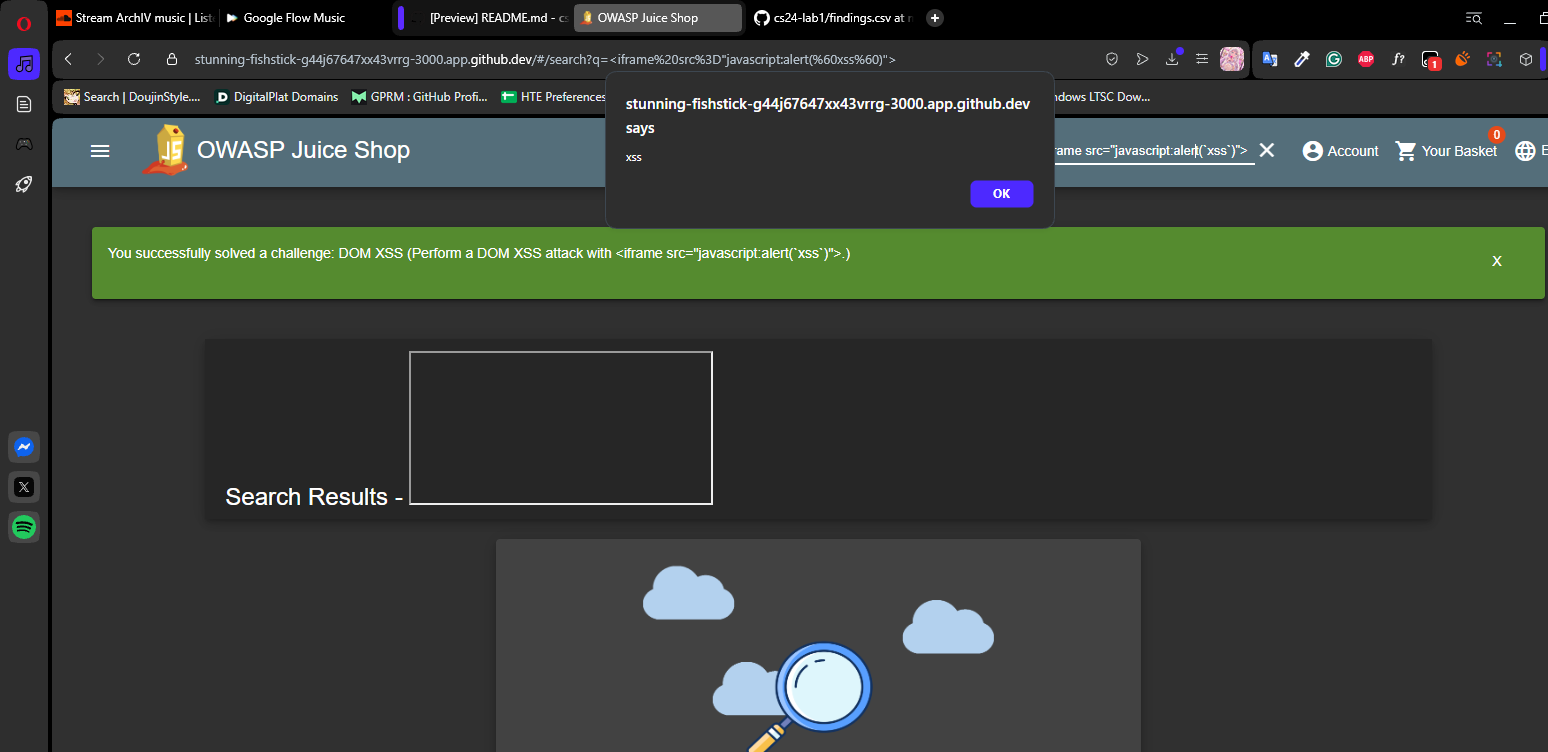 Stream ArchIV music | List
Google Flow Music
[Preview] README.md - cs
OWASP Juice Shop
cs24-lab1/findings.csv at
stunning-fishstick-g44j67647xx43vrrg-3000.app.github.dev/#/search?q=<iframe%20src%3D"javascript:alert(%60xss%60)">
ABP
f?
1
Search | DoujinStyle....
DigitalPlat Domains
GPRM : GitHub Profi...
HTE Preferences
ndows LTSC Dow...
stunning-fishstick-g44j67647xx43vrrg-3000.app.github.dev
says
xss
OK
JS
OWASP Juice Shop
rame src="javascript:alert(`xss`)">
Account
0
Your Basket
E
You successfully solved a challenge: DOM XSS (Perform a DOM XSS attack with <iframe src="javascript:alert(`xss`)">.)
X
Search Results -